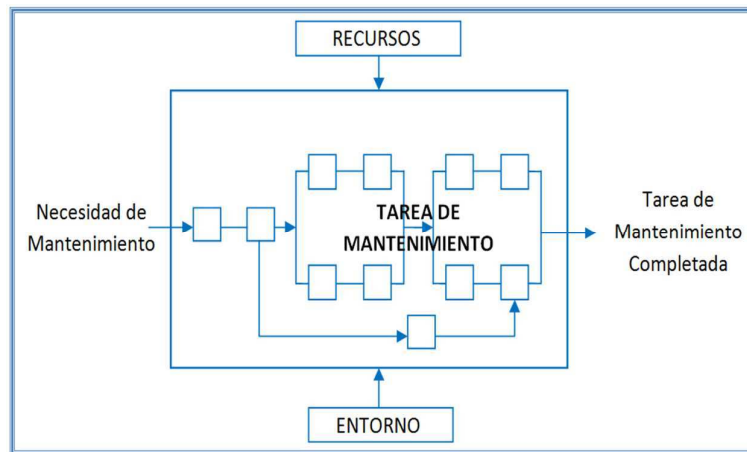 RECURSOS
Necesidad de
Mantenimiento
TAREA DE
MANTENIMIENTO
Tarea de
Mantenimiento
Completada
ENTORNO